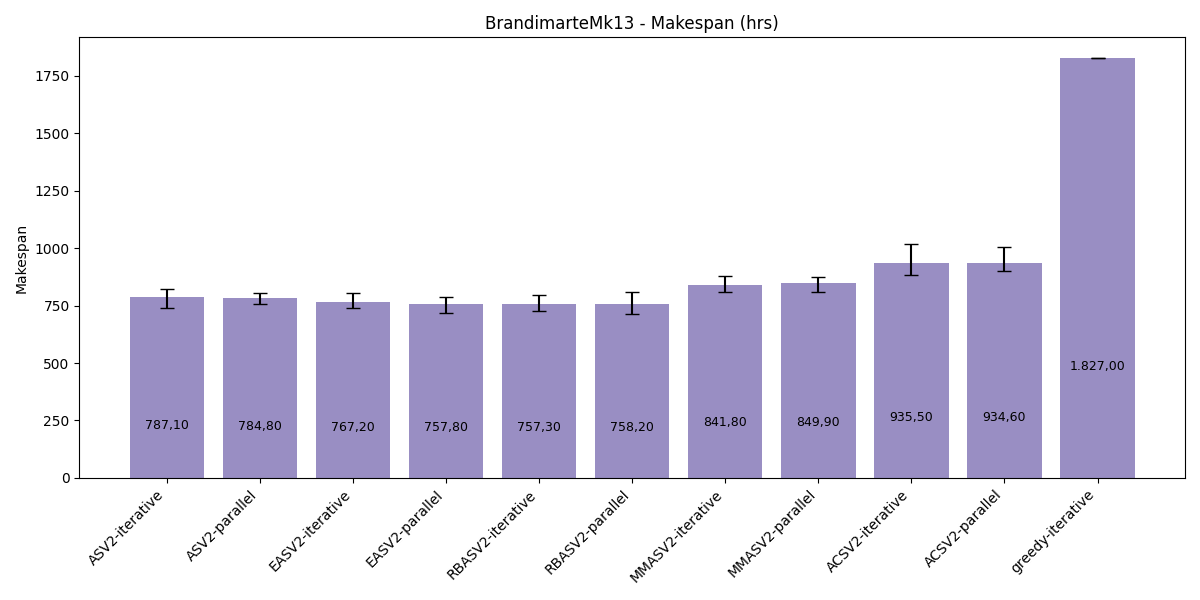 BrandimarteMk13 - Makespan (hrs)
Makespan
1750
1500
1250
1000
750
500
250
0
787,10
784,80
767,20
757,80
757,30
758,20
841,80
849,90
935,50
934,60
1.827,00
ASV2-iterative
ASV2-parallel
EASV2-iterative
EASV2-parallel
RBASV2-iterative
RBASV2-parallel
MMASV2-iterative
MMASV2-parallel
ACSV2-iterative
ACSV2-parallel
greedy-iterative